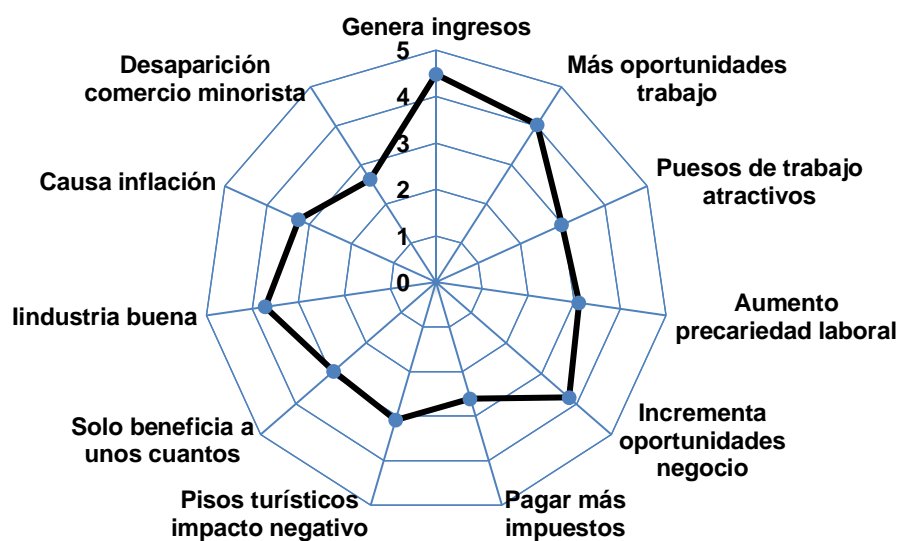 Genera ingresos
Más oportunidades
trabajo
Puesos de trabajo
atractivos
Aumento
precariedad laboral
Incrementa
oportunidades
negocio
Pagar más
impuestos
Pisos turísticos
impacto negativo
Solo beneficia a
unos cuantos
Iindustria buena
Causa inflación
Desaparición
comercio minorista
5
4
3
2
1
0